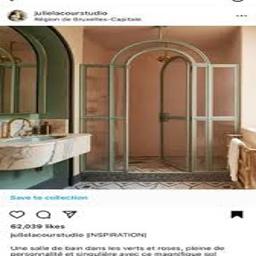 julielacourstudio
Région de Bruxelles-Capitale
Save to collection
62,039 likes
julielacourstudio |INSPIRATION|
Une salle de bain dans les verts et roses, pleine de
personnalité et singulière avec ce magnifique sol